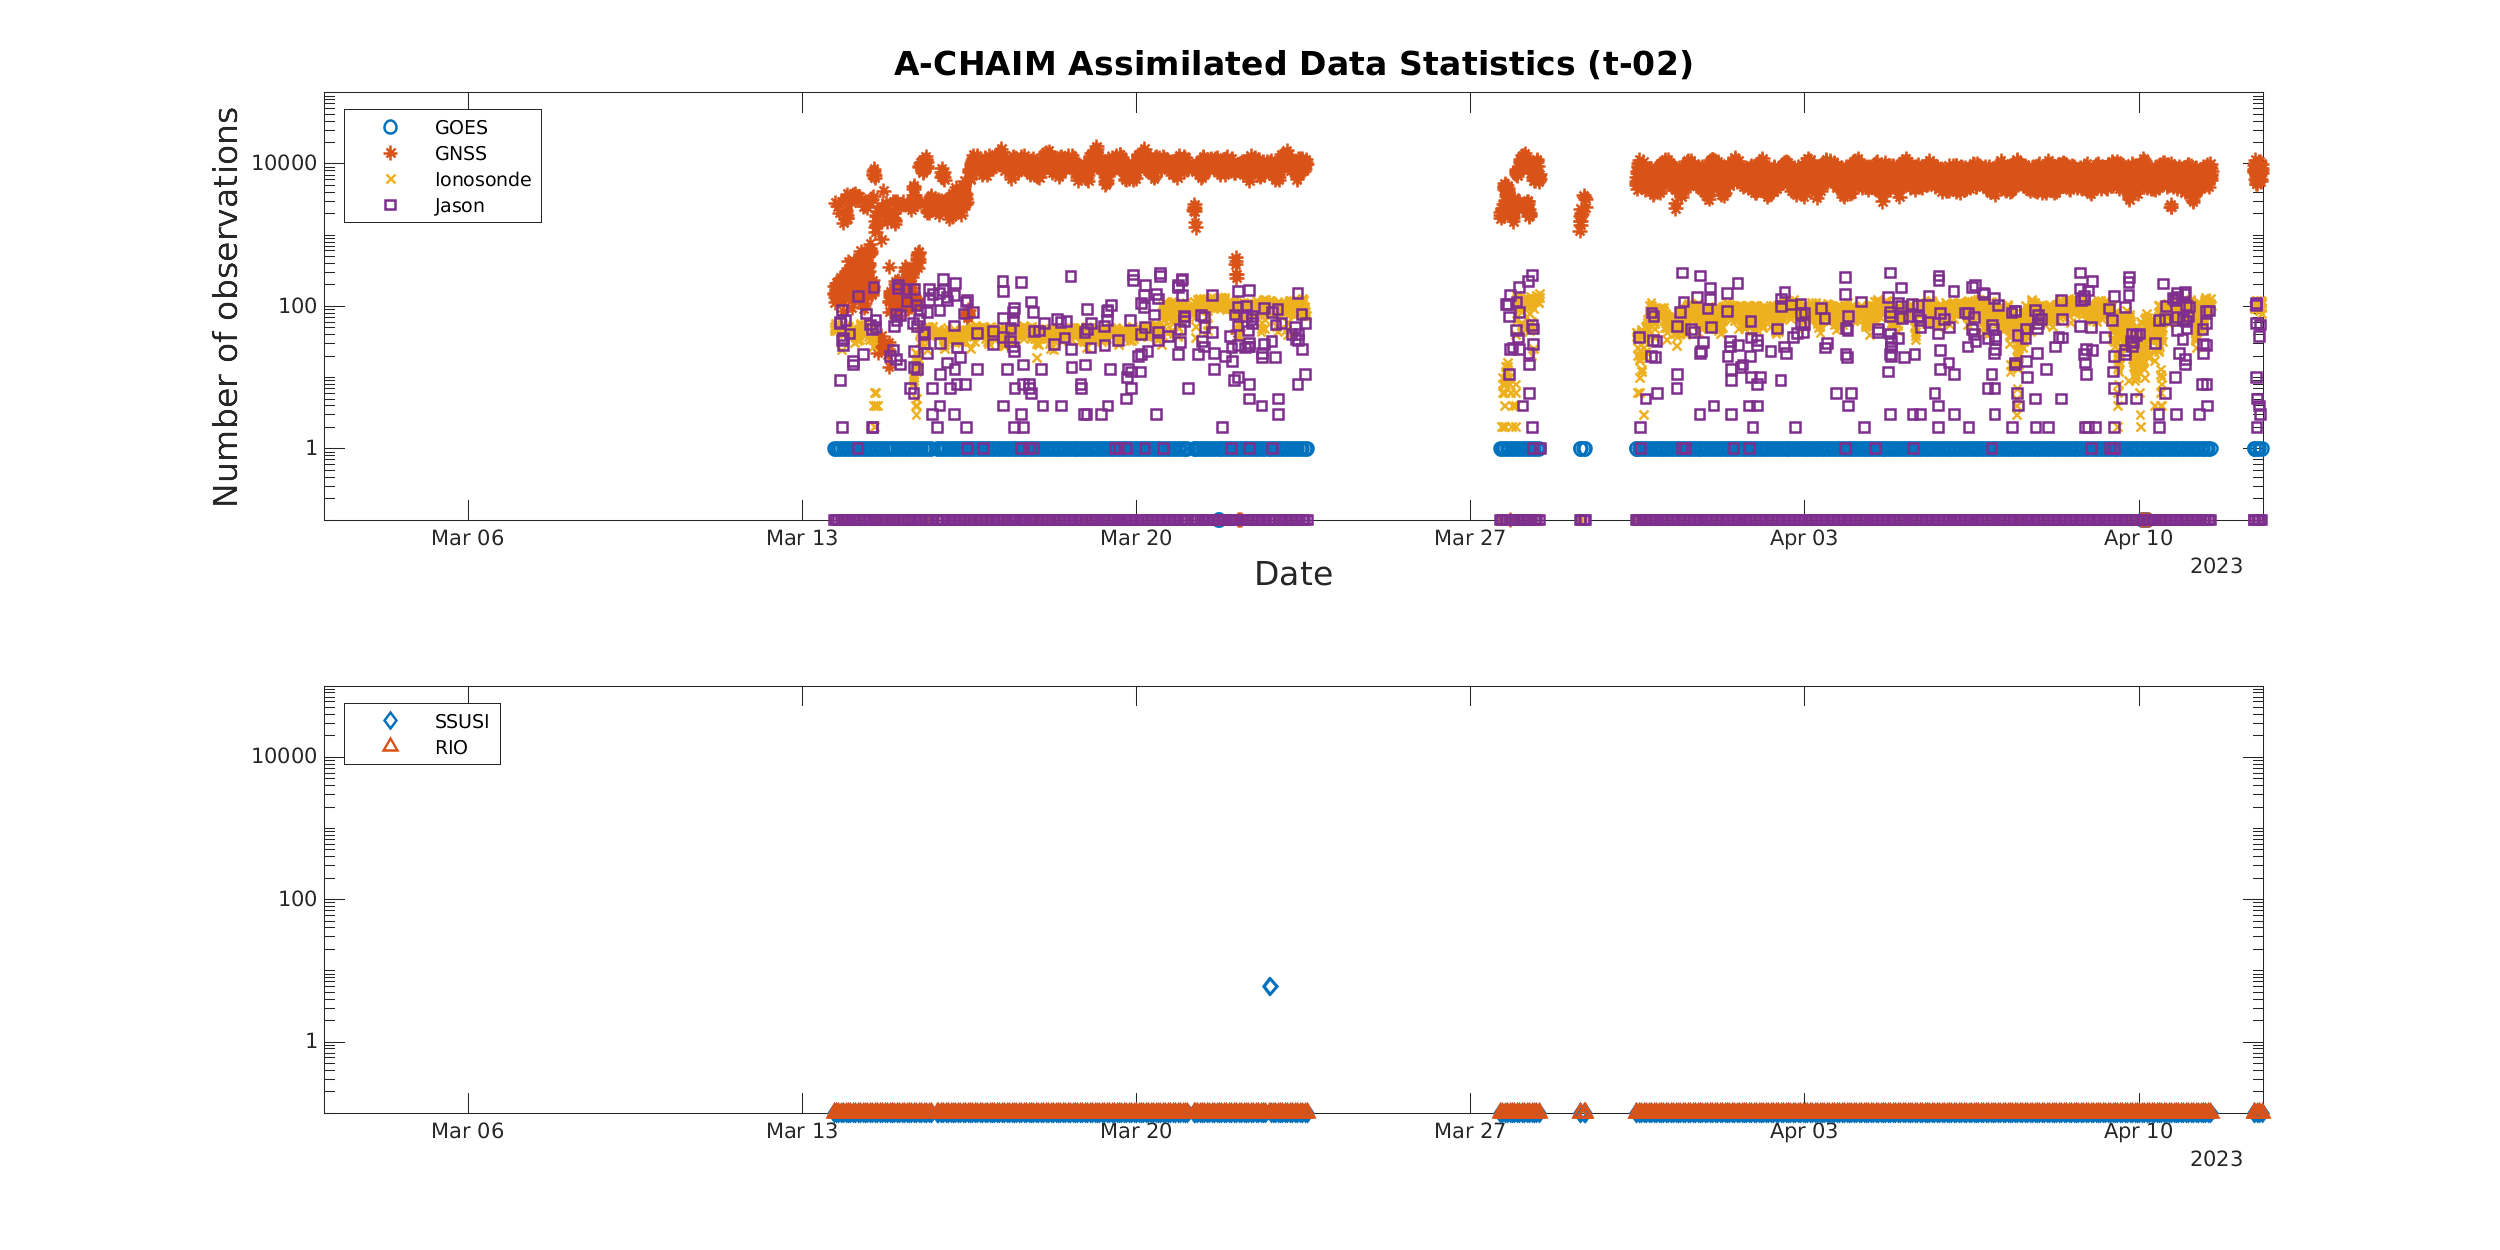 A-CHAIM Assimilated Data Statistics (t-02)
Number of observations
GOES
GNSS
Ionosonde
Jason
10000
100
1
Mar 06 Mar 13 Mar 20 Mar 27 Apr 03 Apr 10
2023
Date
SSUSI
RIO
10000
100
1
Mar 06 Mar 13 Mar 20 Mar 27 Apr 03 Apr 10
2023